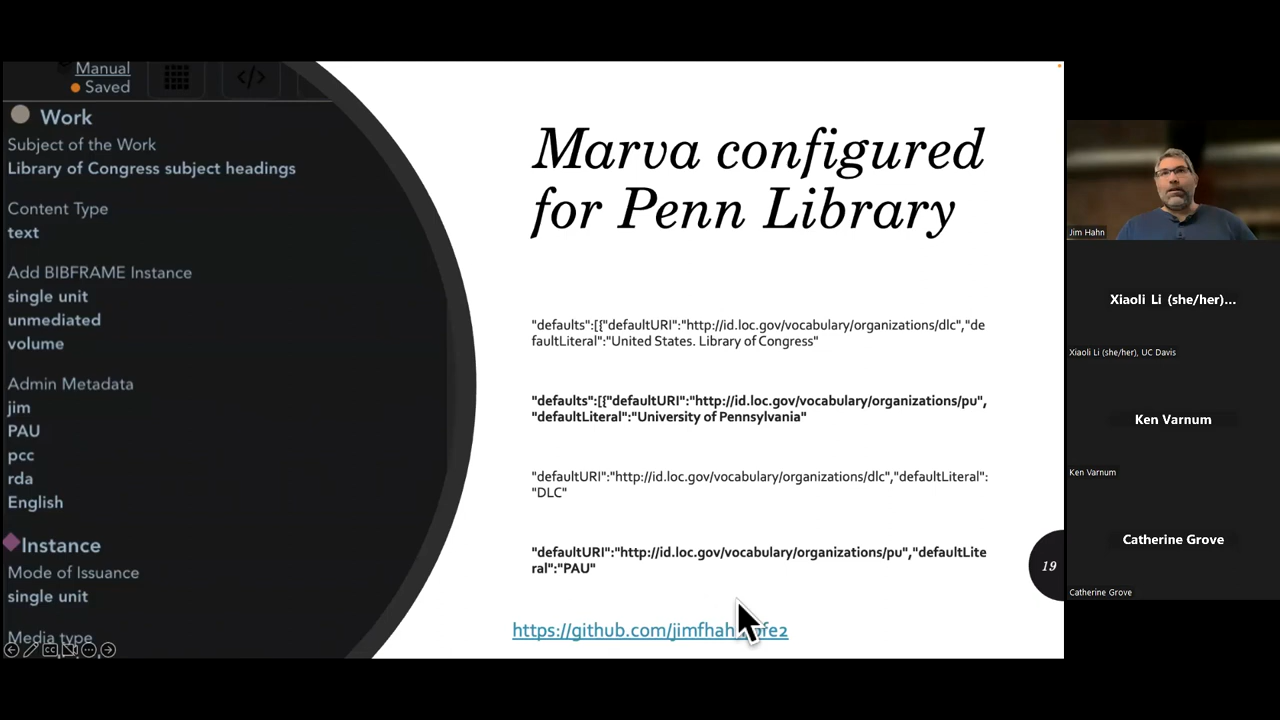 Manual
Saved
Work
Subject of the Work
Library of Congress subject headings
Content Type
text
Add BIBFRAME Instance
single unit
unmediated
volume
Admin Metadata
jim
PAU
pcc
rda
English
Instance
Mode of Issuance
single unit
Media type
Marva configured
for Penn Library
"defaults":[{"defaultURI":"http://id.loc.gov/vocabulary/organizations/dlc","de
faultLiteral":"United States. Library of Congress"
"defaults":[{"defaultURI":"http://id.loc.gov/vocabulary/organizations/pu",
"defaultLiteral":"University of Pennsylvania"
"defaultURI":"http://id.loc.gov/vocabulary/organizations/dlc","defaultLiteral":
"DLC"
"defaultURI":"http://id.loc.gov/vocabulary/organizations/pu","defaultLite
ral":"PAU"
19
Jim Hahn
Xiaoli Li (she/her)...
Xiaoli Li (she/her), UC Davis
Ken Varnum
Ken Varnum
Catherine Grove
Catherine Grove